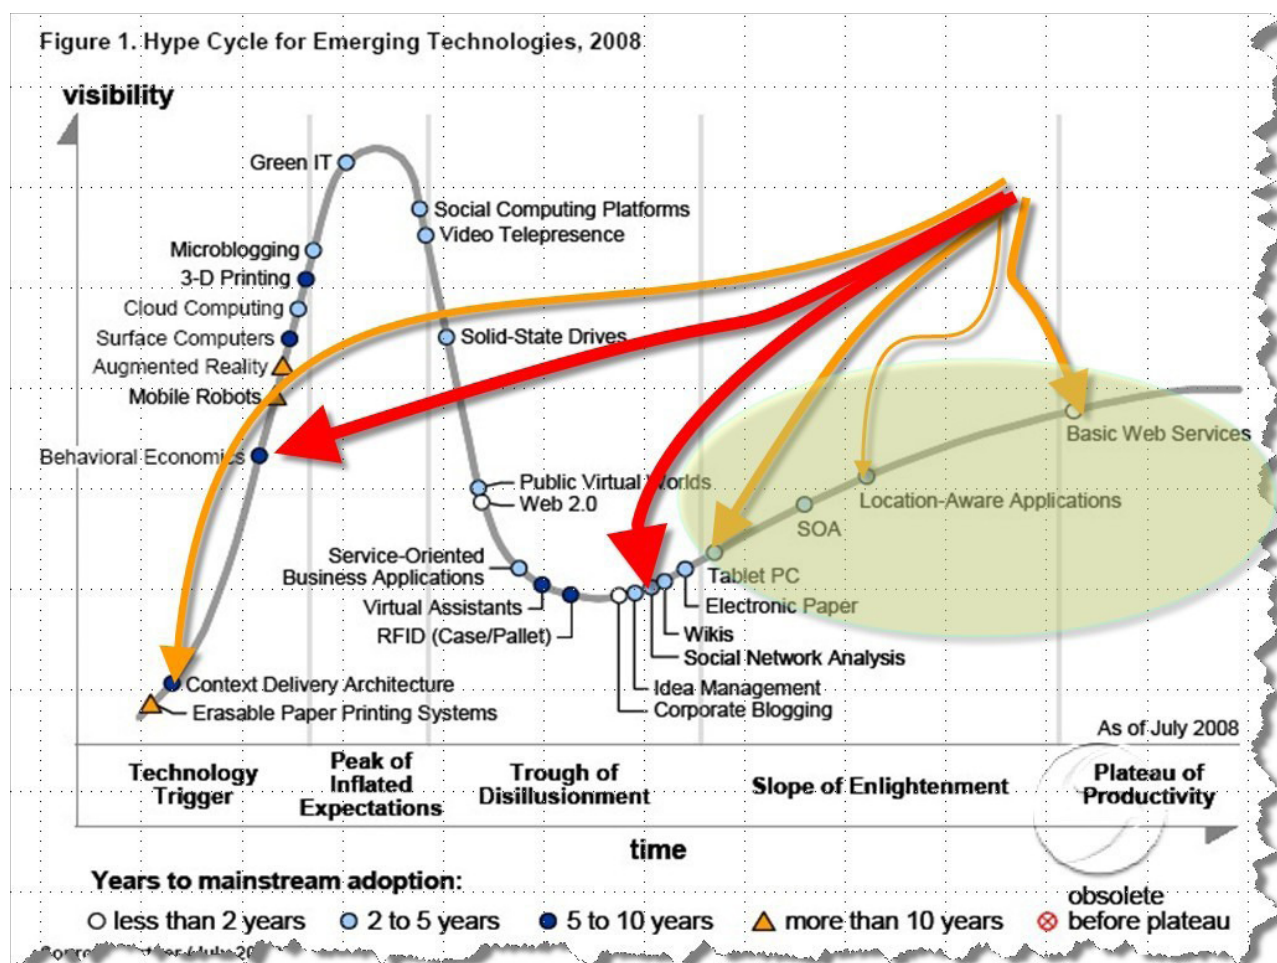 Figure 1. Hype Cycle for Emerging Technologies, 2008
visibility
Green IT
Social Computing Platforms
Video Telepresence
Microblogging
3-D Printing
Cloud Computing
Surface Computers
Augmented Reality
Mobile Robots
Behavioral Economics
Solid-State Drives
Basic Web Services
Public Virtual Worlds
Web 2.0
Location-Aware Applications
SOA
Service-Oriented
Business Applications
Virtual Assistants
RFID (Case/Pallet)
Tablet PC
Electronic Paper
Wikis
Social Network Analysis
Idea Management
Corporate Blogging
Context Delivery Architecture
Erasable Paper Printing Systems
As of July 2008
Technology
Trigger
Peak of
Inflated
Expectations
Trough of
Disillusionment
Slope of Enlightenment
Plateau of
Productivity
time
Years to mainstream adoption:
less than 2 years
2 to 5 years
5 to 10 years
more than 10 years
obsolete
before plateau